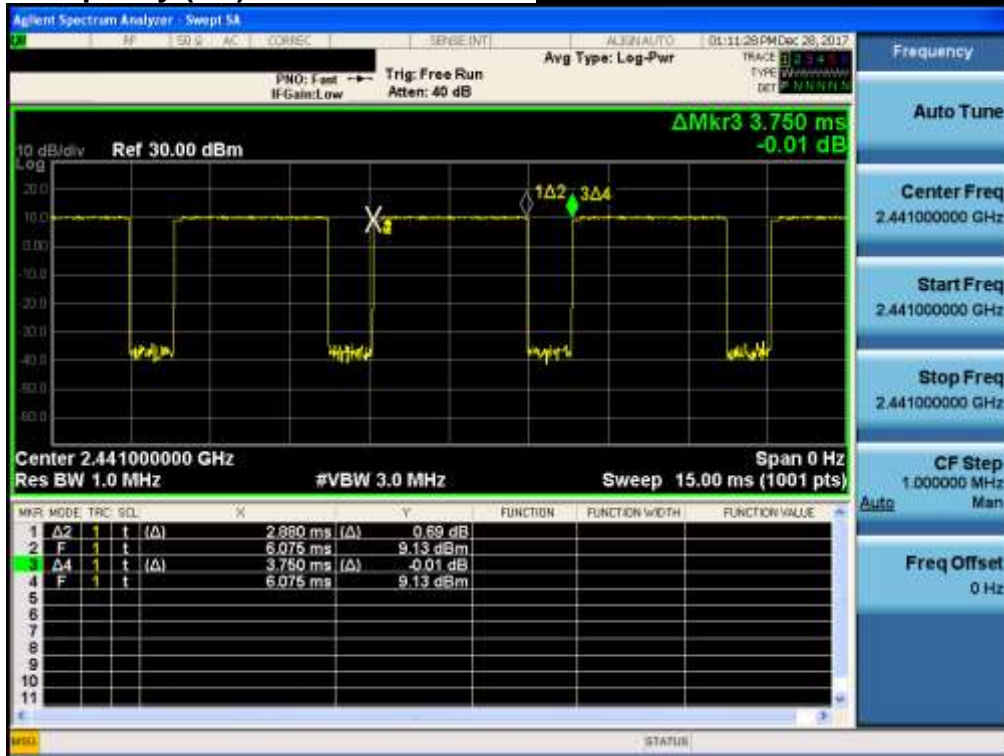 Agilent Spectrum Analyzer - Swept SA
RF 50 Ω AC CORREC SENSE:INT ALIGN AUTO 01:11:28 PM Dec 28, 2017
Avg Type: Log-Pwr TRACE 1 2 3 4 5 6
PNO: Fast Trig: Free Run TYPE
IFGain:Low Atten: 40 dB DET P N N N N N
Frequency
ΔMkr3 3.750 ms
-0.01 dB
10 dB/div Ref 30.00 dBm
Log
20.0
10.0
0.00
-10.0
-20.0
-30.0
-40.0
-50.0
-60.0
1Δ2 3Δ4
X
Center 2.441000000 GHz Span 0 Hz
Res BW 1.0 MHz #VBW 3.0 MHz Sweep 15.00 ms (1001 pts)
MKR MODE TRC SCL X Y FUNCTION FUNCTION WIDTH FUNCTION VALUE
1 Δ2 1 t (Δ) 2.880 ms (Δ) 0.69 dB
2 F 1 t 6.075 ms 9.13 dBm
3 Δ4 1 t (Δ) 3.750 ms (Δ) -0.01 dB
4 F 1 t 6.075 ms 9.13 dBm
5
6
7
8
9
10
11
Auto Tune
Center Freq
2.441000000 GHz
Start Freq
2.441000000 GHz
Stop Freq
2.441000000 GHz
CF Step
1.000000 MHz
Auto Man
Freq Offset
0 Hz
MSG STATUS